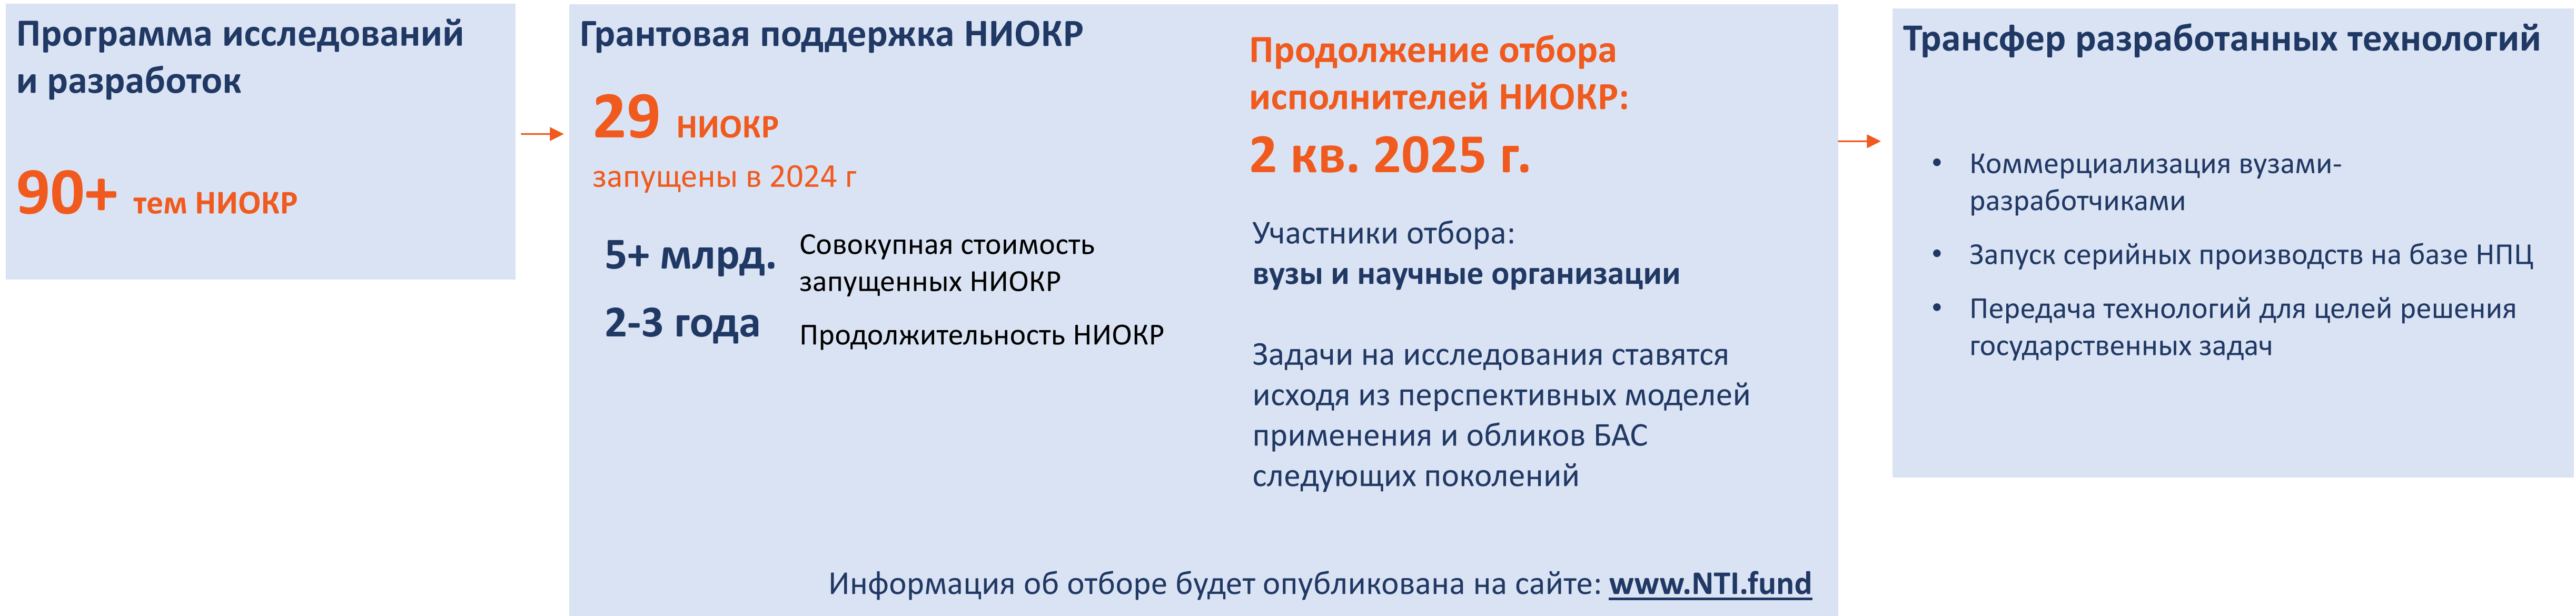 Программа исследований
и разработок
90+ тем НИОКР
Грантовая поддержка НИОКР
29 НИОКР
запущены в 2024 г
5+ млрд.
Совокупная стоимость
запущенных НИОКР
2-3 года
Продолжительность НИОКР
Продолжение отбора
исполнителей НИОКР:
2 кв. 2025 г.
Участники отбора:
вузы и научные организации
Задачи на исследования ставятся
исходя из перспективных моделей
применения и обликов БАС
следующих поколений
Информация об отборе будет опубликована на сайте: www.NTI.fund
Трансфер разработанных технологий
• Коммерциализация вузами-
разработчиками
• Запуск серийных производств на базе НПЦ
• Передача технологий для целей решения
государственных задач